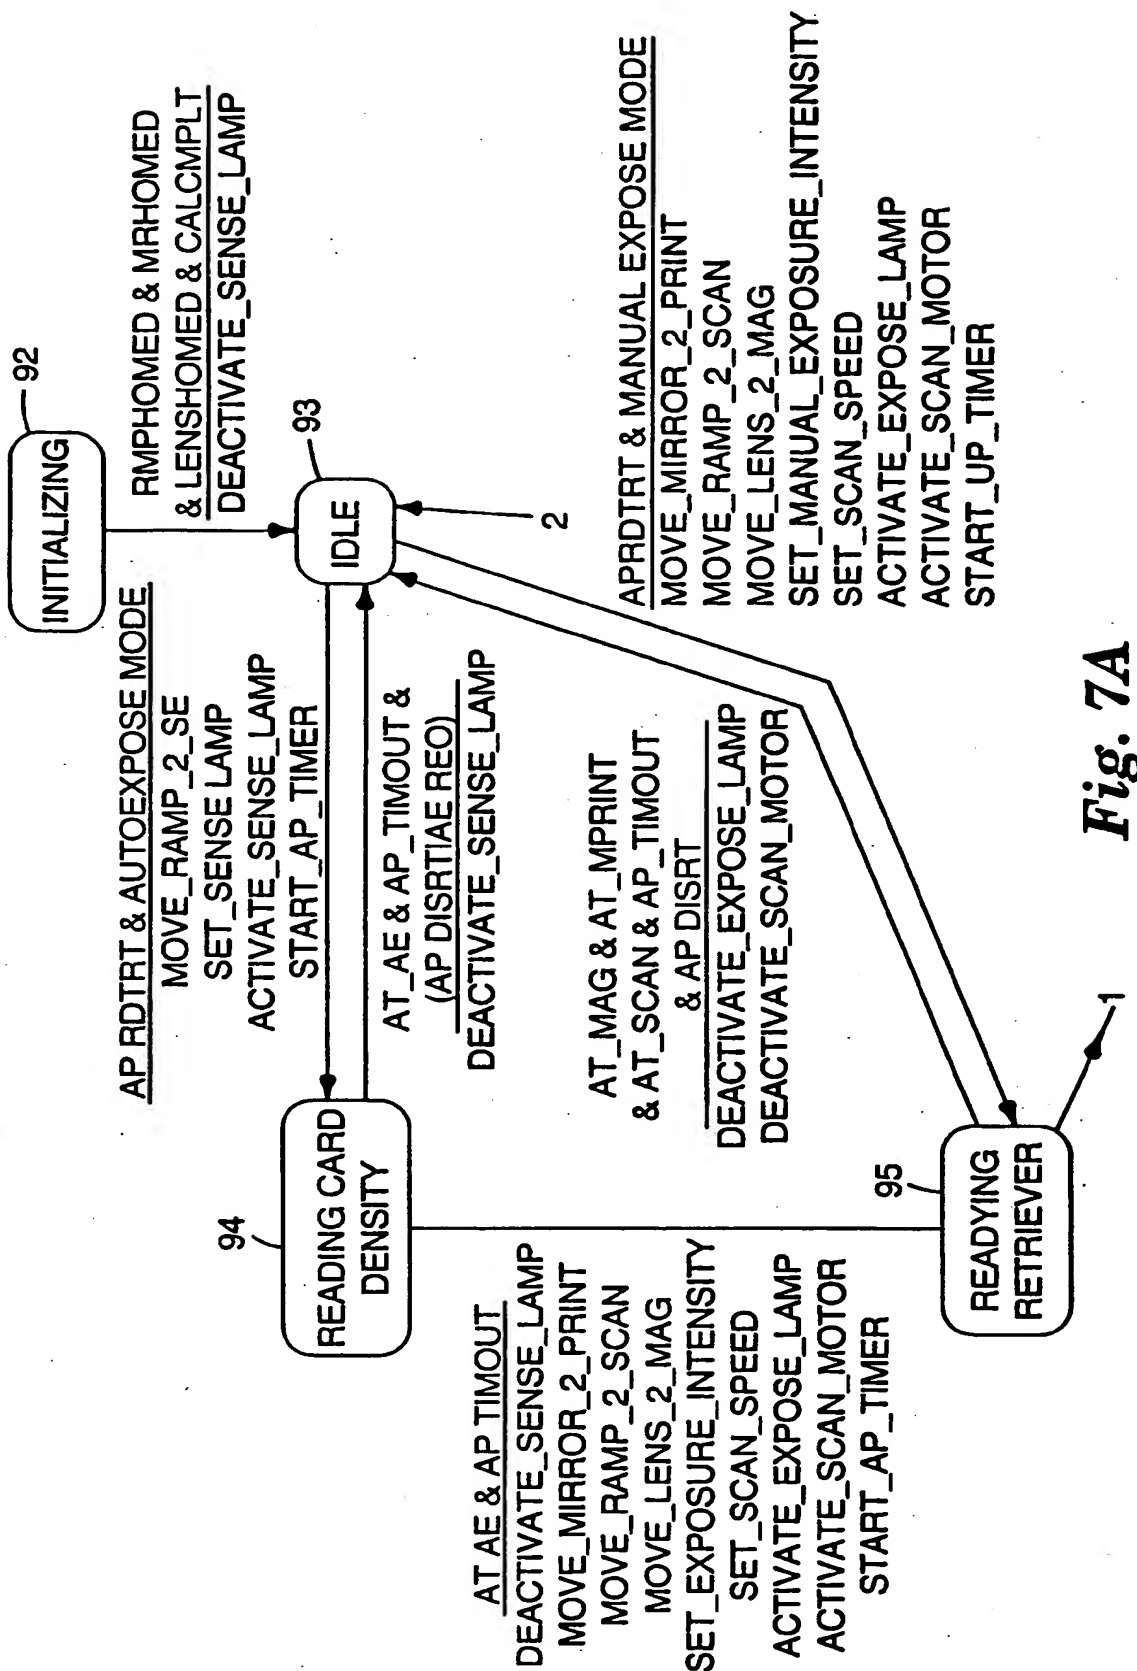 INITIALIZING
92
RMPHOMED & MRHOMED
& LENSHOMED & CALCMPLT
DEACTIVATE_SENSE_LAMP
AP RDTRT & AUTOEXPOSE MODE
MOVE_RAMP_2_SE
SET_SENSE LAMP
ACTIVATE_SENSE_LAMP
START_AP_TIMER
IDLE
93
2
AT_AE & AP_TIMOUT &
(AP DISRTIAE REO)
DEACTIVATE_SENSE_LAMP
READING CARD
DENSITY
94
APRDTRT & MANUAL EXPOSE MODE
MOVE_MIRROR_2_PRINT
MOVE_RAMP_2_SCAN
MOVE_LENS_2_MAG
SET_MANUAL_EXPOSURE_INTENSITY
SET_SCAN_SPEED
ACTIVATE_EXPOSE_LAMP
ACTIVATE_SCAN_MOTOR
START_UP_TIMER
AT_MAG & AT_MPRINT
& AT_SCAN & AP_TIMOUT
& AP DISRT
DEACTIVATE_EXPOSE_LAMP
DEACTIVATE_SCAN_MOTOR
AT AE & AP TIMOUT
DEACTIVATE_SENSE_LAMP
MOVE_MIRROR_2_PRINT
MOVE_RAMP_2_SCAN
MOVE_LENS_2_MAG
SET_EXPOSURE_INTENSITY
SET_SCAN_SPEED
ACTIVATE_EXPOSE_LAMP
ACTIVATE_SCAN_MOTOR
START_AP_TIMER
READYING
RETRIEVER
95
1
Fig. 7A